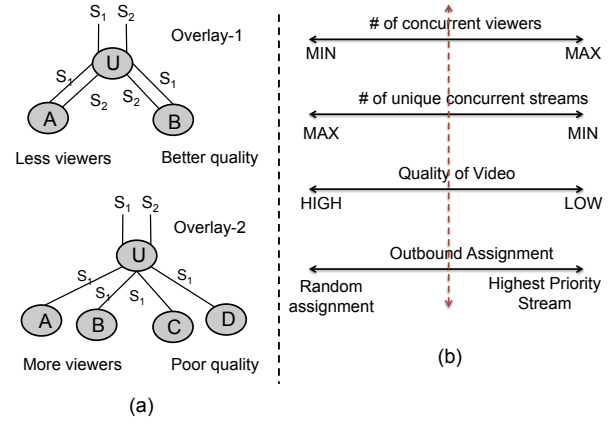 S1 S2
Overlay-1
U
S1 S1
S2 S2
A B
Less viewers Better quality
S1 S2
Overlay-2
U
S1 S1 S1 S1
A B C D
More viewers Poor quality
(a)
# of concurrent viewers
MIN MAX
# of unique concurrent streams
MAX MIN
Quality of Video
HIGH LOW
Outbound Assignment
Random assignment
Highest Priority Stream
(b)